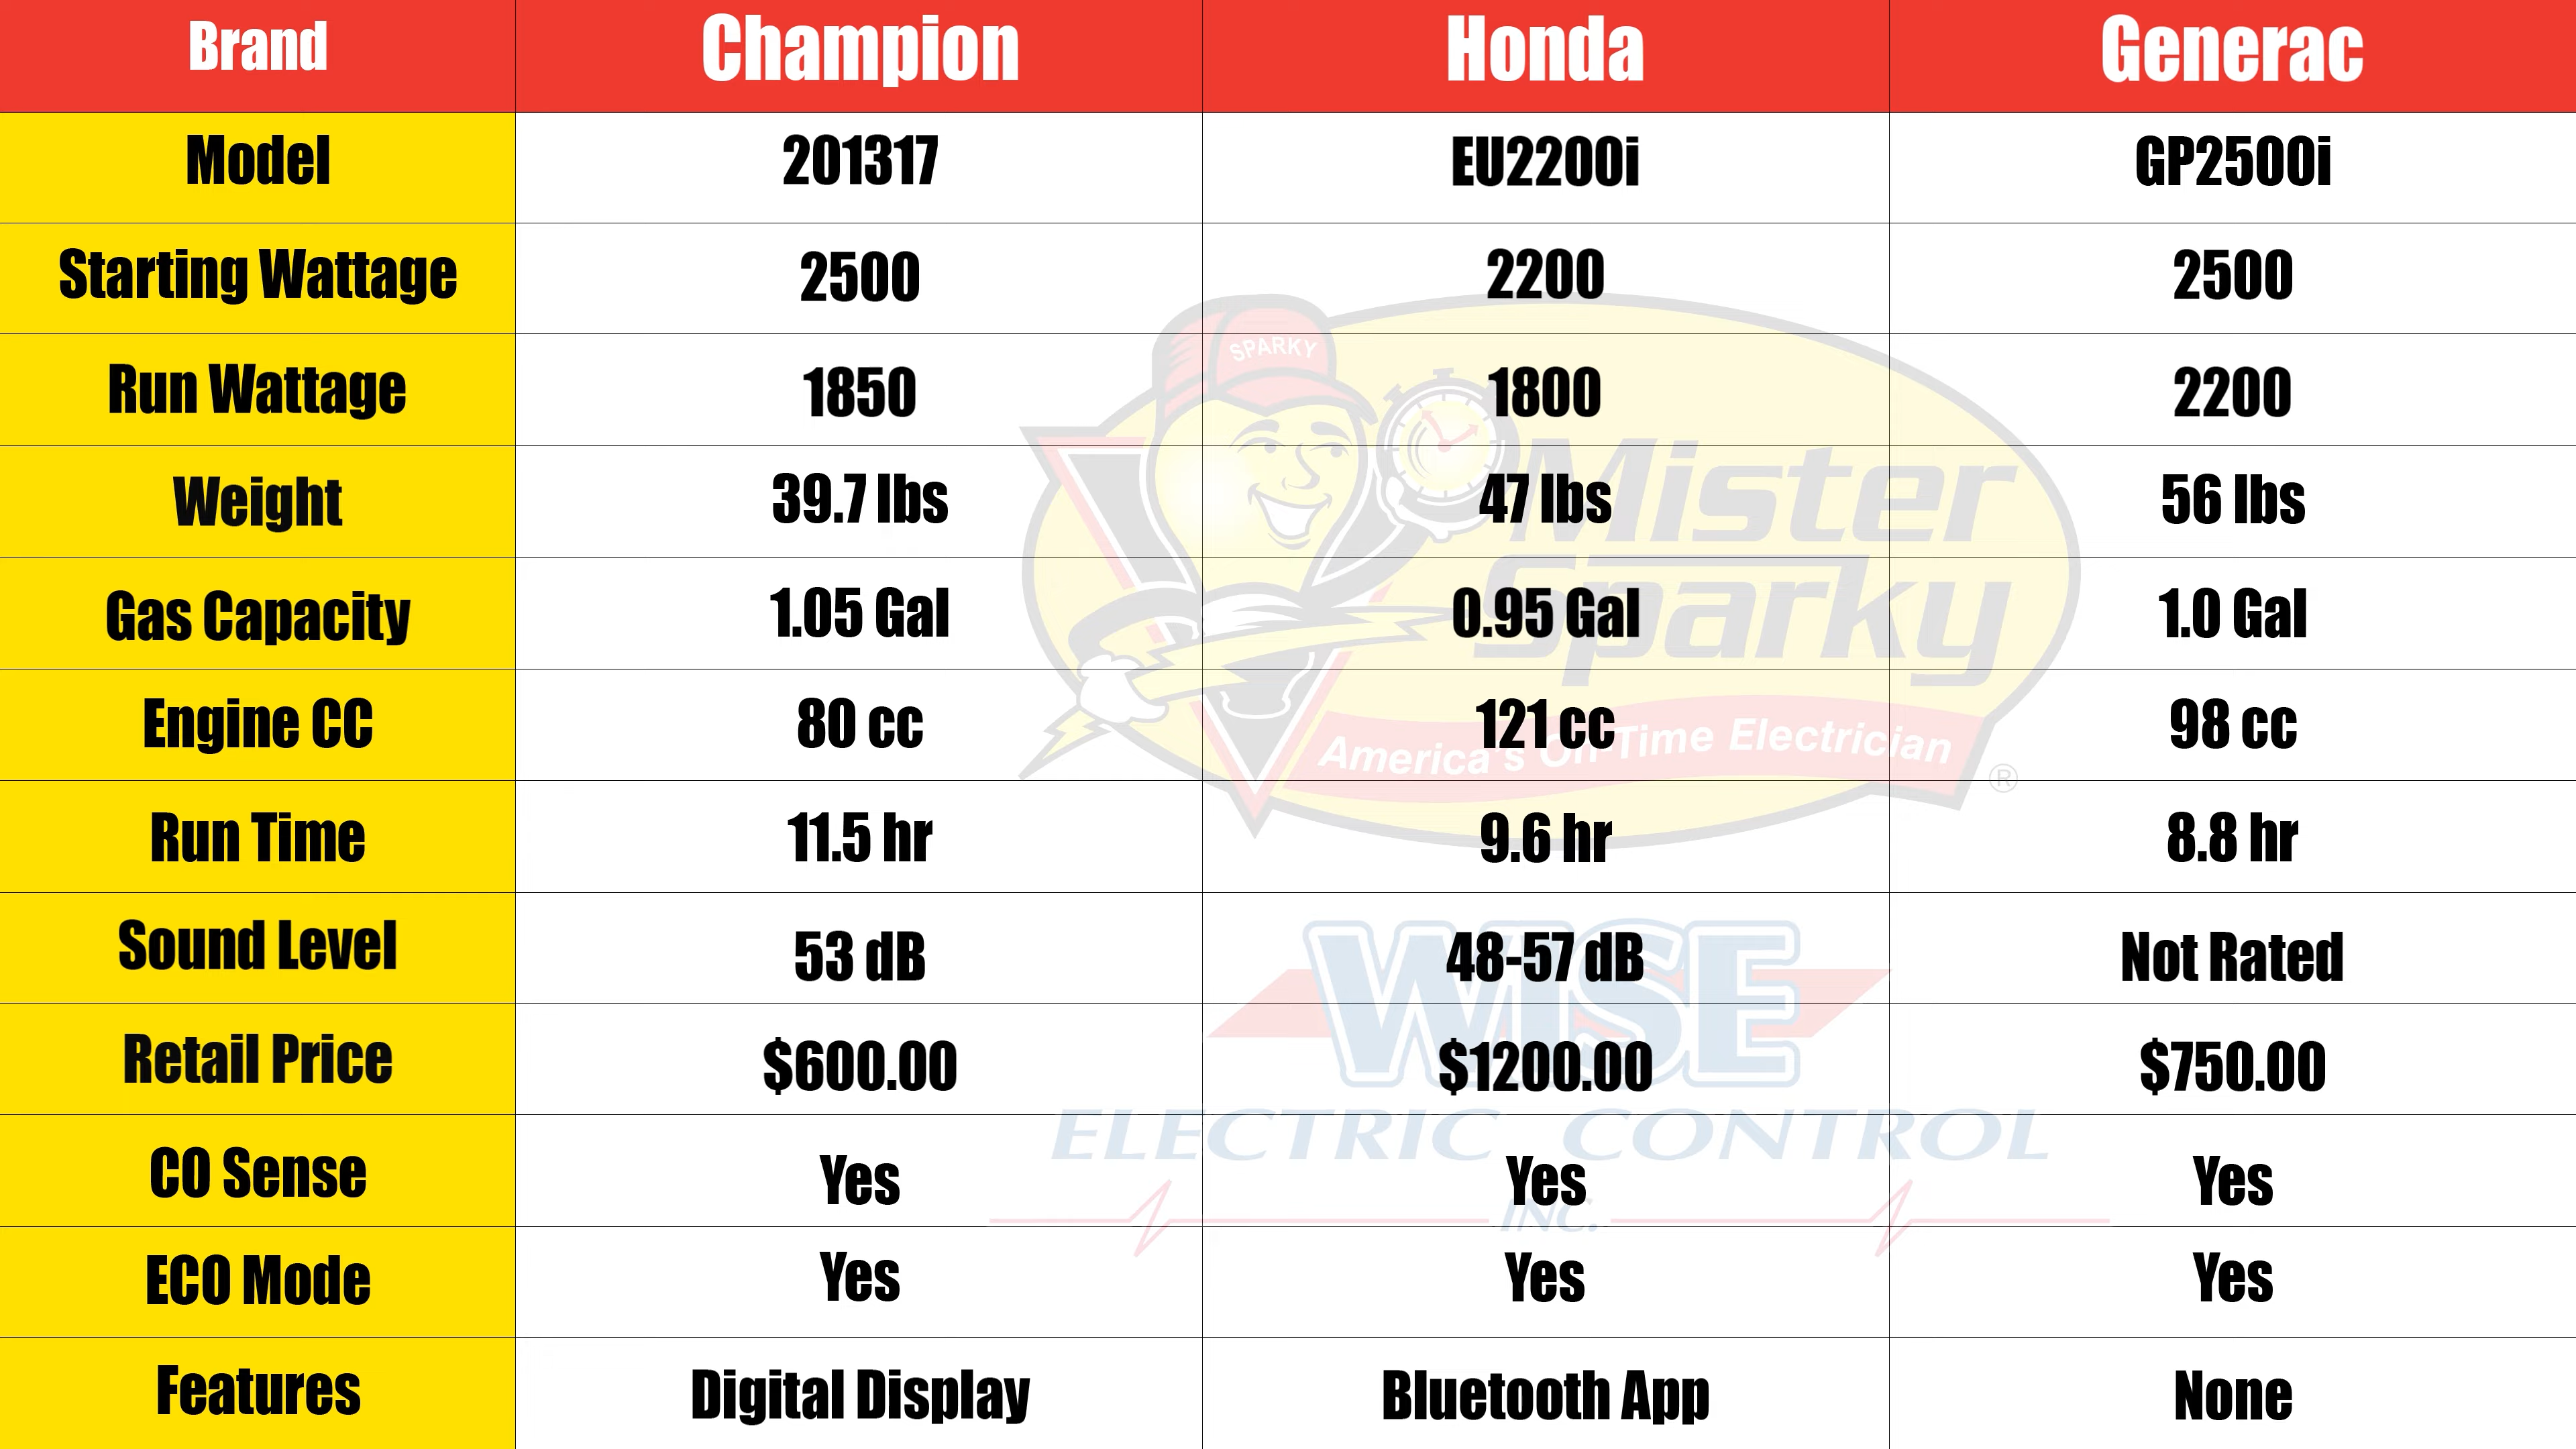 Brand Champion Honda Generac
Model 201317 EU2200i GP2500i
Starting Wattage 2500 2200 2500
SPARKY
Run Wattage 1850 1800 2200
Mister
Weight 39.7 lbs 47 lbs 56 lbs
Sparky
Gas Capacity 1.05 Gal 0.95 Gal 1.0 Gal
Engine CC 80 cc 121 cc 98 cc
America's On-Time Electrician
®
Run Time 11.5 hr 9.6 hr 8.8 hr
Sound Level 53 dB 48-57 dB Not Rated
WISE
Retail Price $600.00 $1200.00 $750.00
ELECTRIC CONTROL
CO Sense Yes Yes Yes
INC.
ECO Mode Yes Yes Yes
Features Digital Display Bluetooth App None